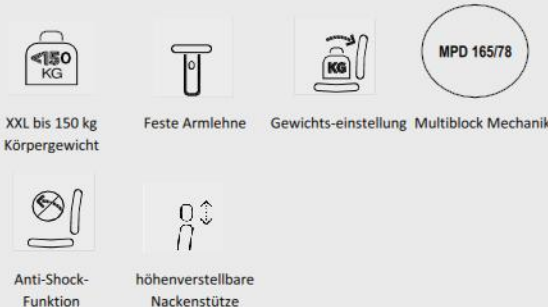 <150
KG
KG
MPD 165/78
XXL bis 150 kg
Körpergewicht
Feste Armlehne
Gewichts-einstellung
Multiblock Mechanik
Anti-Shock-
Funktion
höhenverstellbare
Nackenstütze